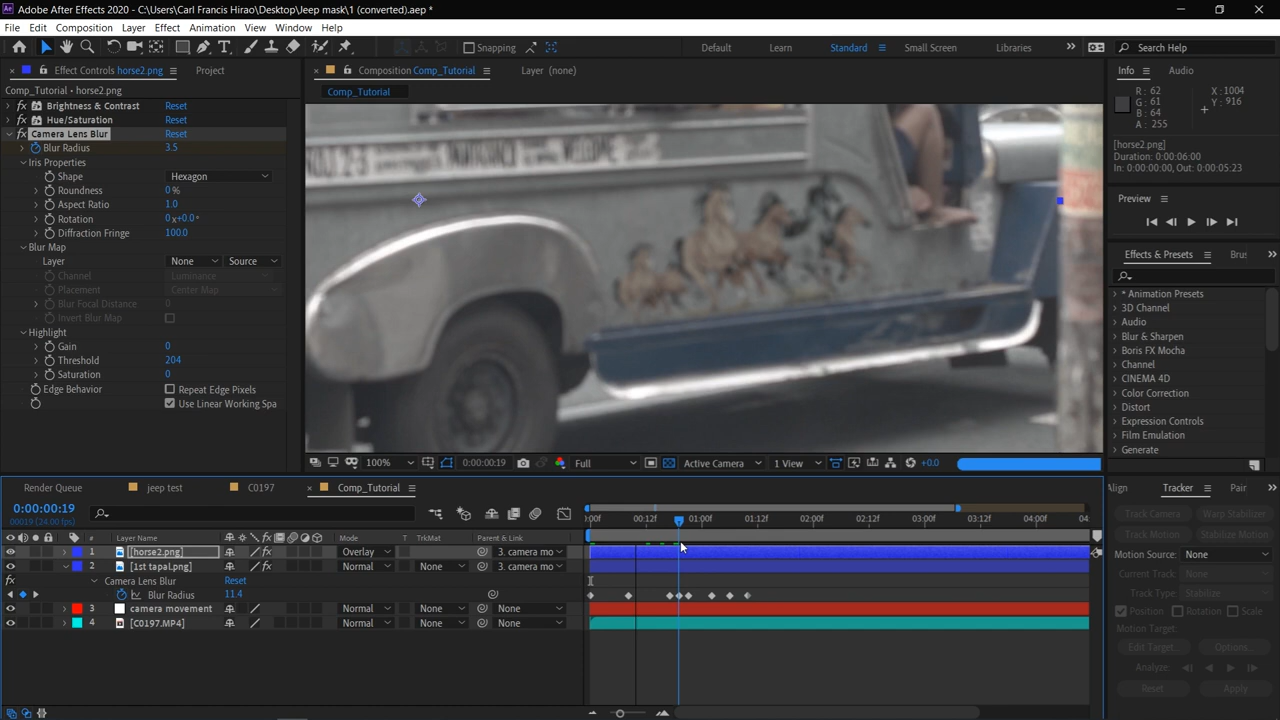 Adobe After Effects 2020 - C:\Users\Carl Francis Hirao\Desktop\Jeep mask\1 (converted).aep *
File Edit Composition Layer Effect Animation View Window Help
Snapping Default Learn Standard Small Screen Libraries Search Help
Effect Controls horse2.png Project
Comp_Tutorial • horse2.png
fx Brightness & Contrast Reset
fx Hue/Saturation Reset
fx Camera Lens Blur Reset
Blur Radius 3.5
Iris Properties
Shape Hexagon
Roundness 0 %
Aspect Ratio 1.0
Rotation 0 x+0.0 °
Diffraction Fringe 100.0
Blur Map
Layer None Source
Channel Luminance
Placement Center Map
Blur Focal Distance 0
Invert Blur Map
Highlight
Gain 0
Threshold 204
Saturation 0
Edge Behavior Repeat Edge Pixels
Use Linear Working Spa
Composition Comp_Tutorial Layer (none)
Comp_Tutorial
100% 0:00:00:19 Full Active Camera 1 View +0.0
Info Audio
R: 62 X: 1004
G: 61 Y: 916
B: 64
A: 255
[horse2.png]
Duration: 0:00:06:00
In: 0:00:00:00, Out: 0:00:05:23
Preview
Effects & Presets Brus
* Animation Presets
3D Channel
Audio
Blur & Sharpen
Boris FX Mocha
Channel
CINEMA 4D
Color Correction
Distort
Expression Controls
Film Emulation
Generate
Render Queue jeep test C0197 Comp_Tutorial
0:00:00:19
00019 (24.00 fps)
# Layer Name Mode T TrkMat Parent & Link
1 [horse2.png] Overlay 3. camera mo
2 [1st tapal.png] Normal None 3. camera mo
Camera Lens Blur Reset
Blur Radius 11.4
3 camera movement Normal None None
4 [C0197.MP4] Normal None None
:00f 00:12f 01:00f 01:12f 02:00f 02:12f 03:00f 03:12f 04:00f 04:
Align Tracker Pair
Track Camera Warp Stabilizer
Track Motion Stabilize Motion
Motion Source: None
Current Track: None
Track Type: Stabilize
Position Rotation Scale
Motion Target:
Edit Target... Options...
Analyze:
Reset Apply